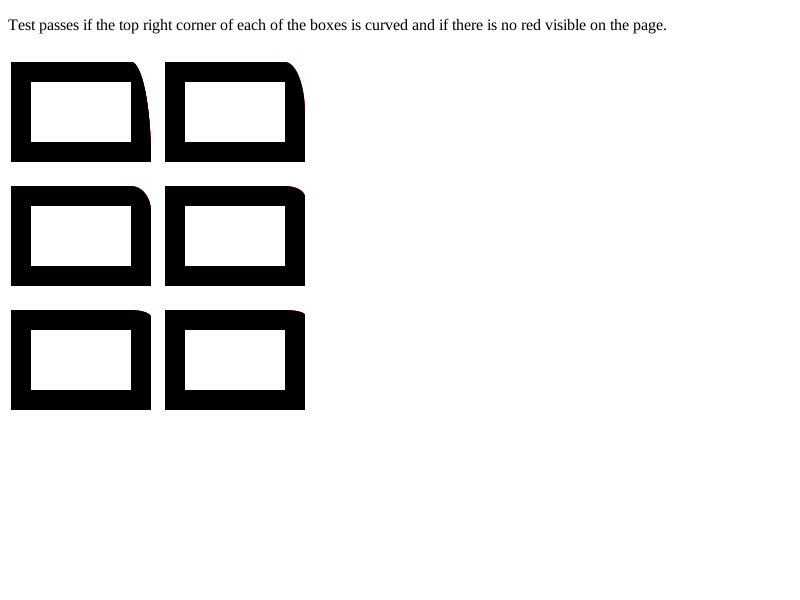 Test passes if the top right corner of each of the boxes is curved and if there is no red visible on the page.